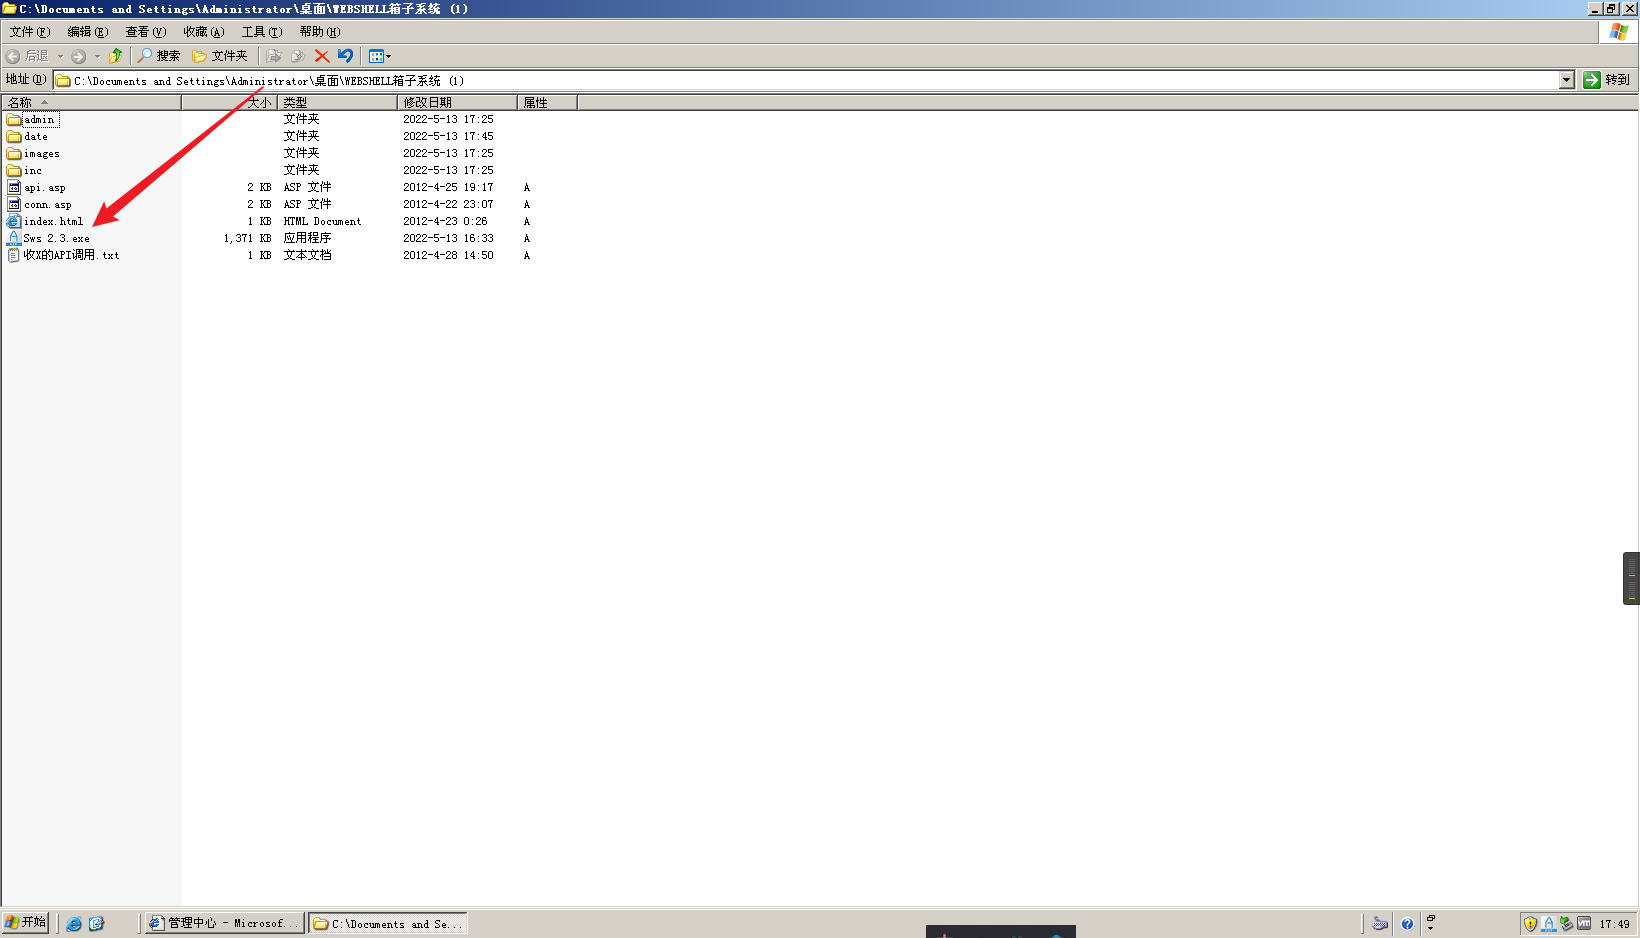 C:\Documents and Settings\Administrator\桌面\WEBSHELL箱子系统 (1)
文件(F) 编辑(E) 查看(V) 收藏(A) 工具(T) 帮助(H)
后退 搜索 文件夹
地址(D) C:\Documents and Settings\Administrator\桌面\WEBSHELL箱子系统 (1) 转到
名称 大小 类型 修改日期 属性
admin 文件夹 2022-5-13 17:25
date 文件夹 2022-5-13 17:45
images 文件夹 2022-5-13 17:25
inc 文件夹 2022-5-13 17:25
api.asp 2 KB ASP 文件 2012-4-25 19:17 A
conn.asp 2 KB ASP 文件 2012-4-22 23:07 A
index.html 1 KB HTML Document 2012-4-23 0:26 A
Sws 2.3.exe 1,371 KB 应用程序 2022-5-13 16:33 A
收X的API调用.txt 1 KB 文本文档 2012-4-28 14:50 A
开始 管理中心 - Microsof... C:\Documents and Se... 17:49